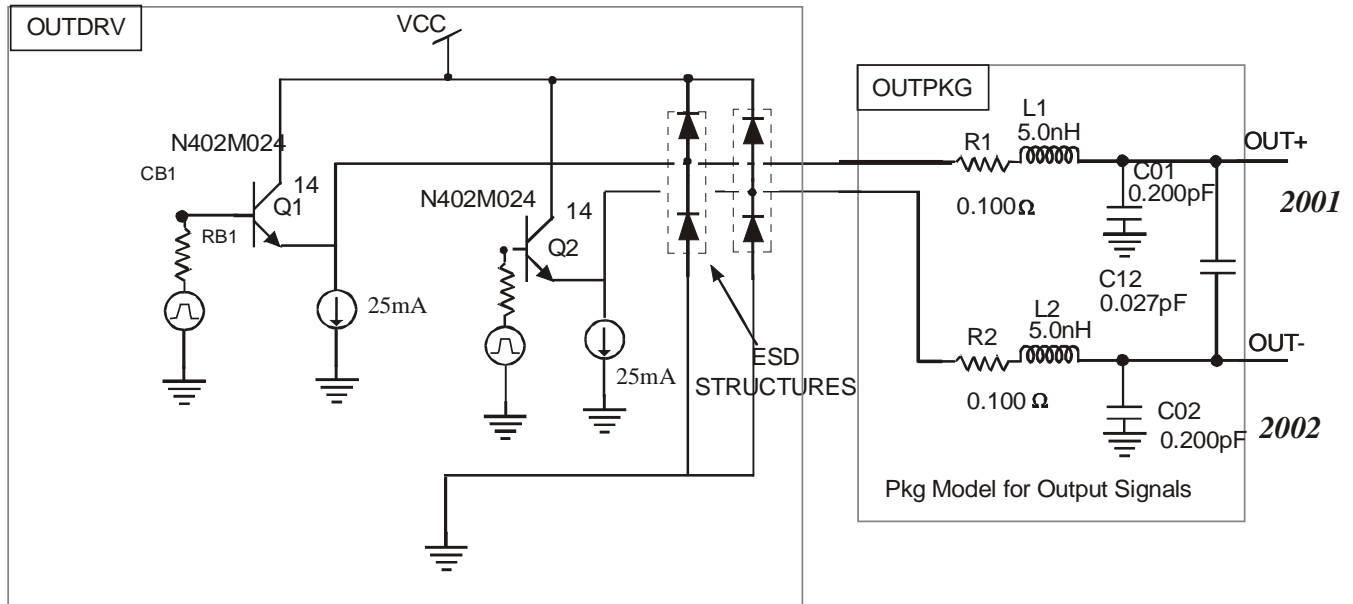 OUTDRV
VCC
N402M024
CB1
14
Q1
RB1
25mA
N402M024
14
Q2
25mA
ESD
STRUCTURES
OUTPKG
L1
5.0nH
R1
0.100Ω
C01
0.200pF
OUT+
2001
C12
0.027pF
L2
5.0nH
R2
0.100 Ω
OUT-
C02
0.200pF
2002
Pkg Model for Output Signals